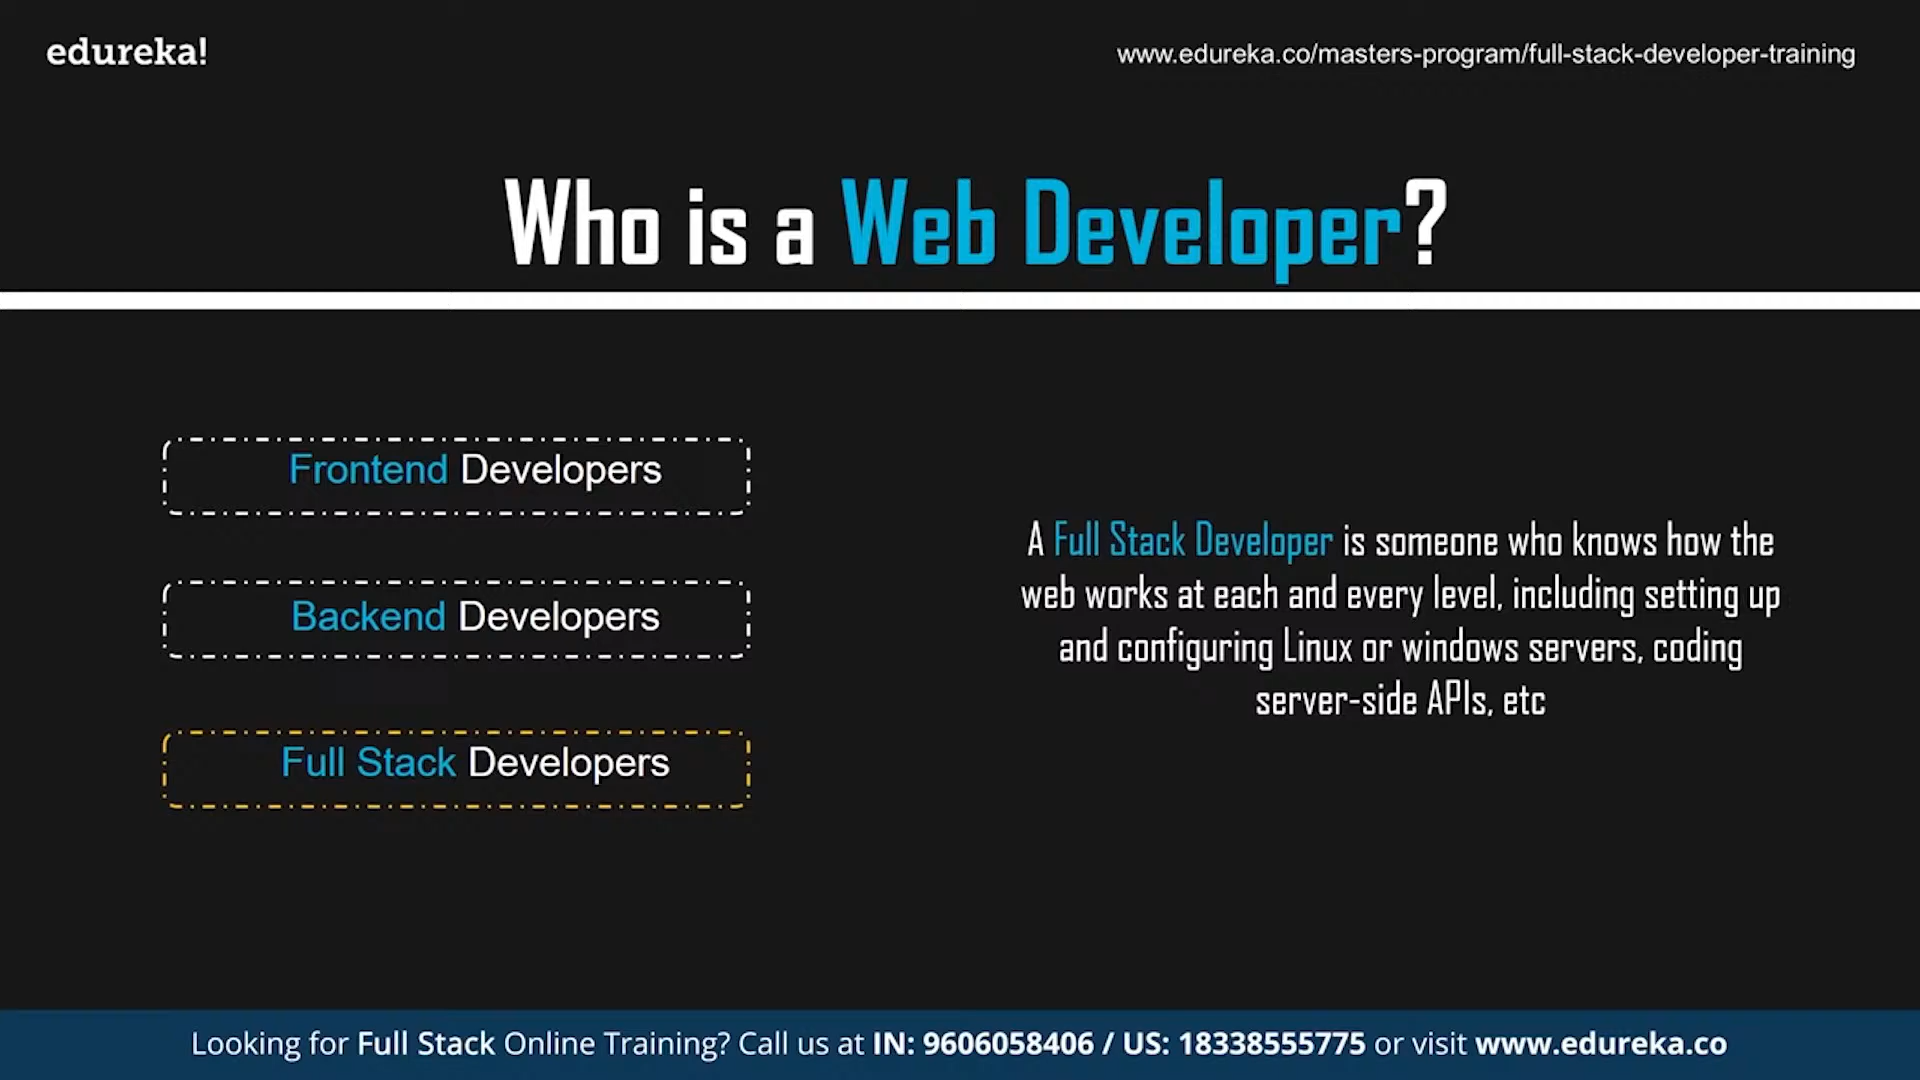 edureka!
www.edureka.co/masters-program/full-stack-developer-training
Who is a Web Developer?
Frontend Developers
Backend Developers
Full Stack Developers
A Full Stack Developer is someone who knows how the
web works at each and every level, including setting up
and configuring Linux or windows servers, coding
server-side APIs, etc
Looking for Full Stack Online Training? Call us at IN: 9606058406 / US: 18338555775 or visit www.edureka.co